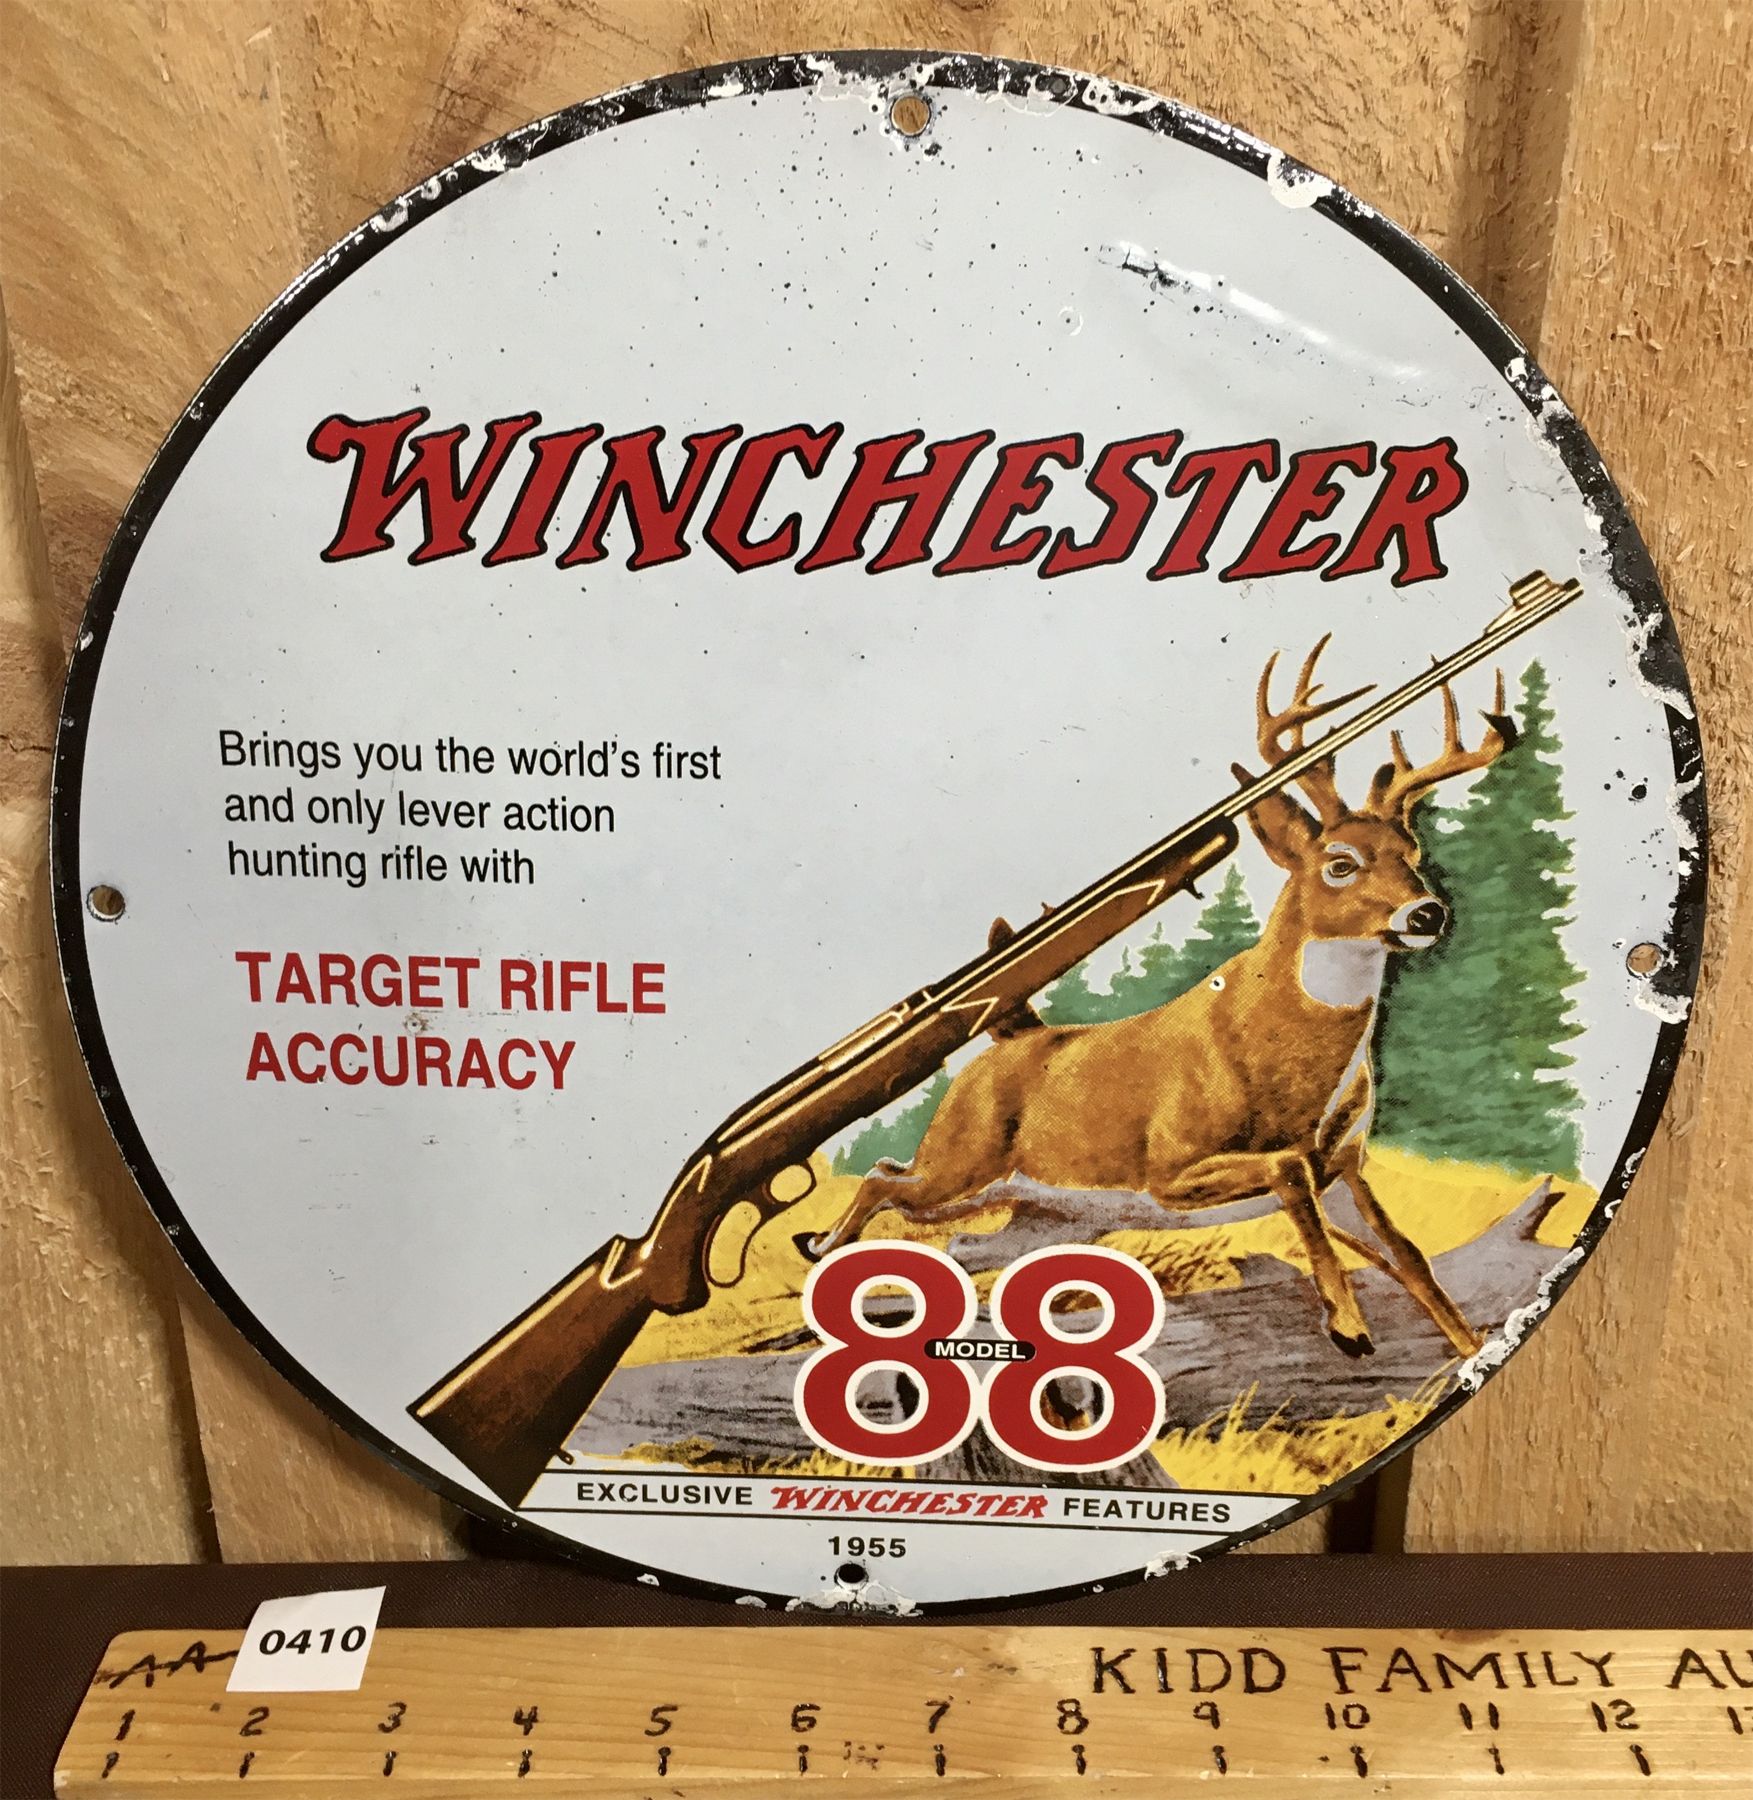 WINCHESTER
Brings you the world's first
and only lever action
hunting rifle with
TARGET RIFLE
ACCURACY
88
MODEL
EXCLUSIVE WINCHESTER FEATURES
1955
0410
AA
KIDD FAMILY AU
1 2 3 4 5 6 7 8 9 10 11 12